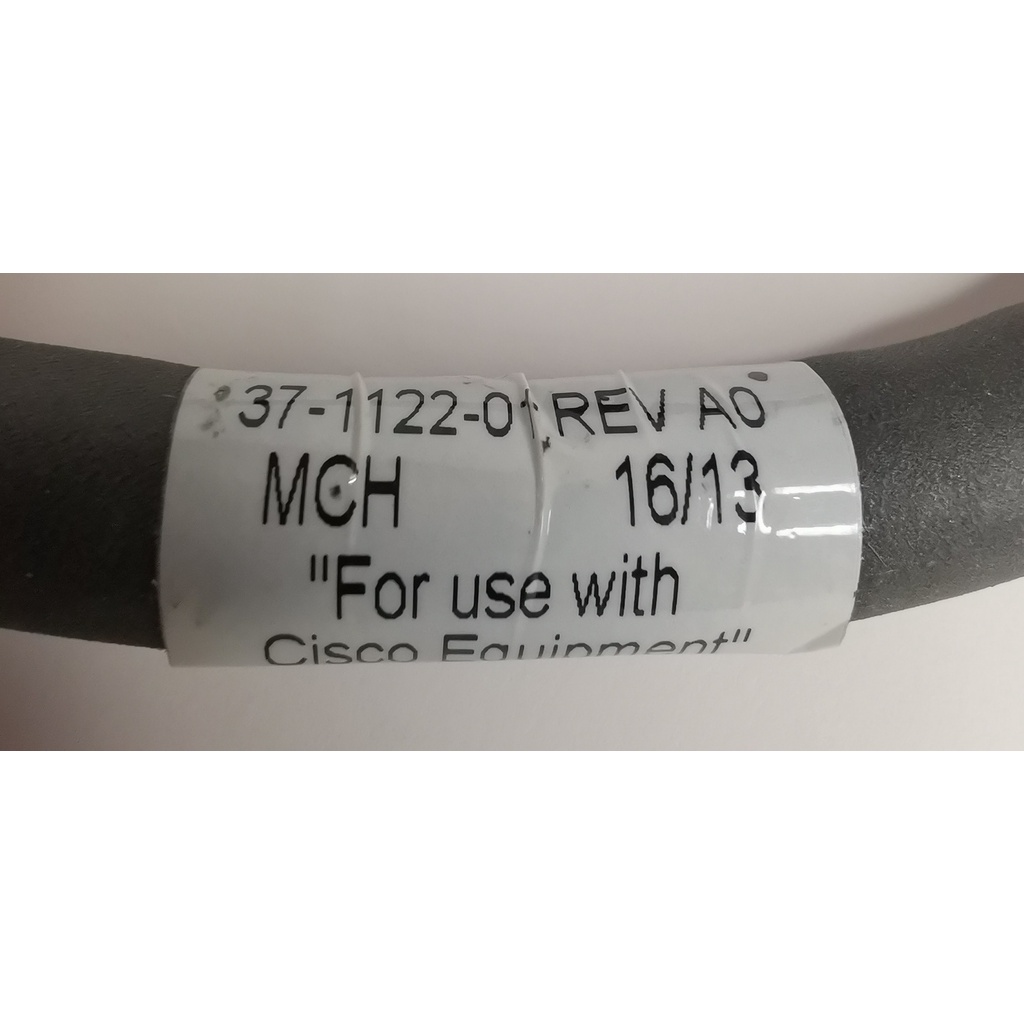 37-1122-01 REV A0
MCH 16/13
"For use with
Cisco Equipment"